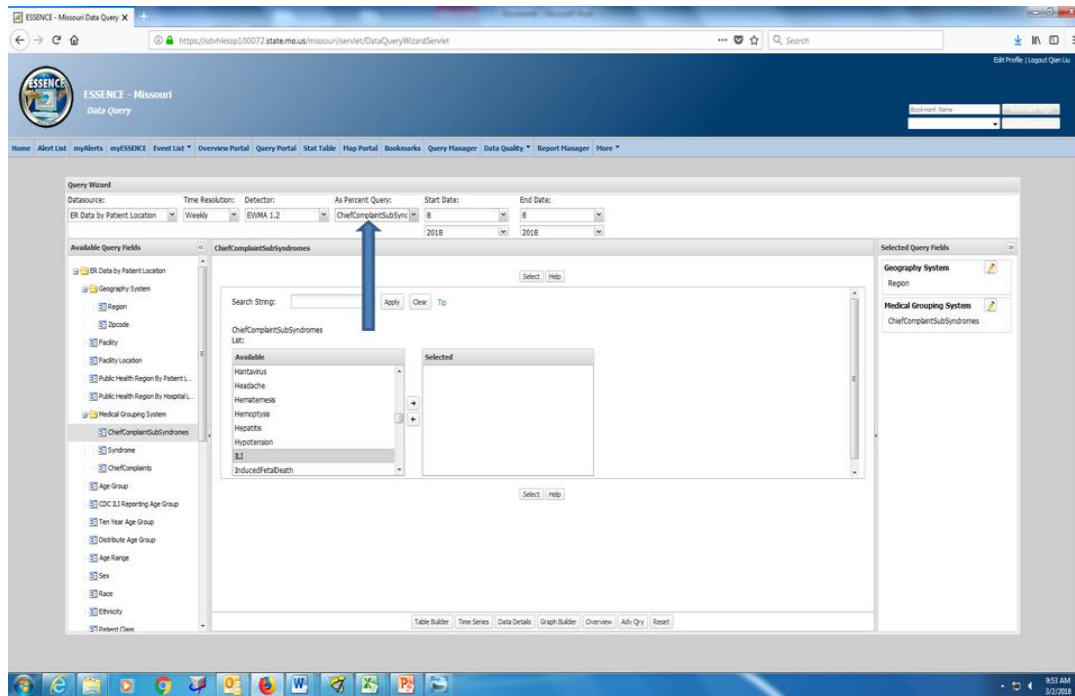 ESSENCE - Missouri Data Query X
https://sdvhlessp100072.state.mo.us/missouri/servlet/DataQueryWizardServlet
Search
Edit Profile | Logout Qian Liu
ESSENCE
ESSENCE - Missouri
Data Query
Bookmark Name
Home Alert List myAlerts myESSENCE Event List Overview Portal Query Portal Stat Table Map Portal Bookmarks Query Manager Data Quality Report Manager More
Query Wizard
Datasource: Time Resolution: Detector: As Percent Query: Start Date: End Date:
ER Data by Patient Location Weekly EWMA 1.2 ChiefComplaintSubSync 8 8
2018 2018
Available Query Fields
ER Data by Patient Location
Geography System
Region
Zipcode
Facility
Facility Location
Public Health Region By Patient L...
Public Health Region By Hospital L...
Medical Grouping System
ChiefComplaintSubSyndromes
Syndrome
ChiefComplaints
Age Group
CDC ILI Reporting Age Group
Ten Year Age Group
Distribute Age Group
Age Range
Sex
Race
Ethnicity
Patient Class
ChiefComplaintSubSyndromes
Select Help
Search String: Apply Clear Tip
ChiefComplaintSubSyndromes
List:
Available Selected
Hantavirus
Headache
Hematemesis
Hemoptysis
Hepatitis
Hypotension
ILI
InducedFetalDeath
Select Help
Table Builder Time Series Data Details Graph Builder Overview Adv Qry Reset
Selected Query Fields
Geography System
Region
Medical Grouping System
ChiefComplaintSubSyndromes
9:53 AM
3/2/2018